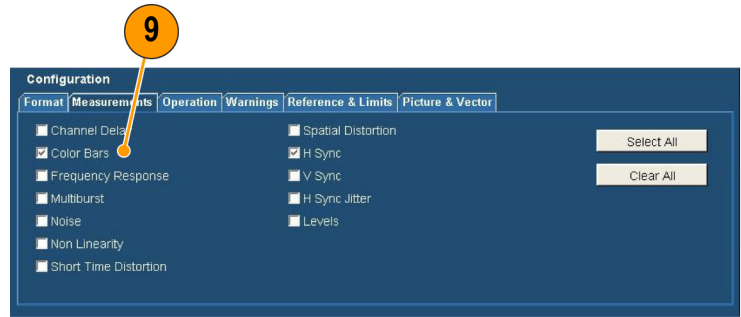 9
Configuration
Format Measurements Operation Warnings Reference & Limits Picture & Vector
Channel Delay
Spatial Distortion
Select All
Color Bars
H Sync
Frequency Response
V Sync
Clear All
Multiburst
H Sync Jitter
Noise
Levels
Non Linearity
Short Time Distortion